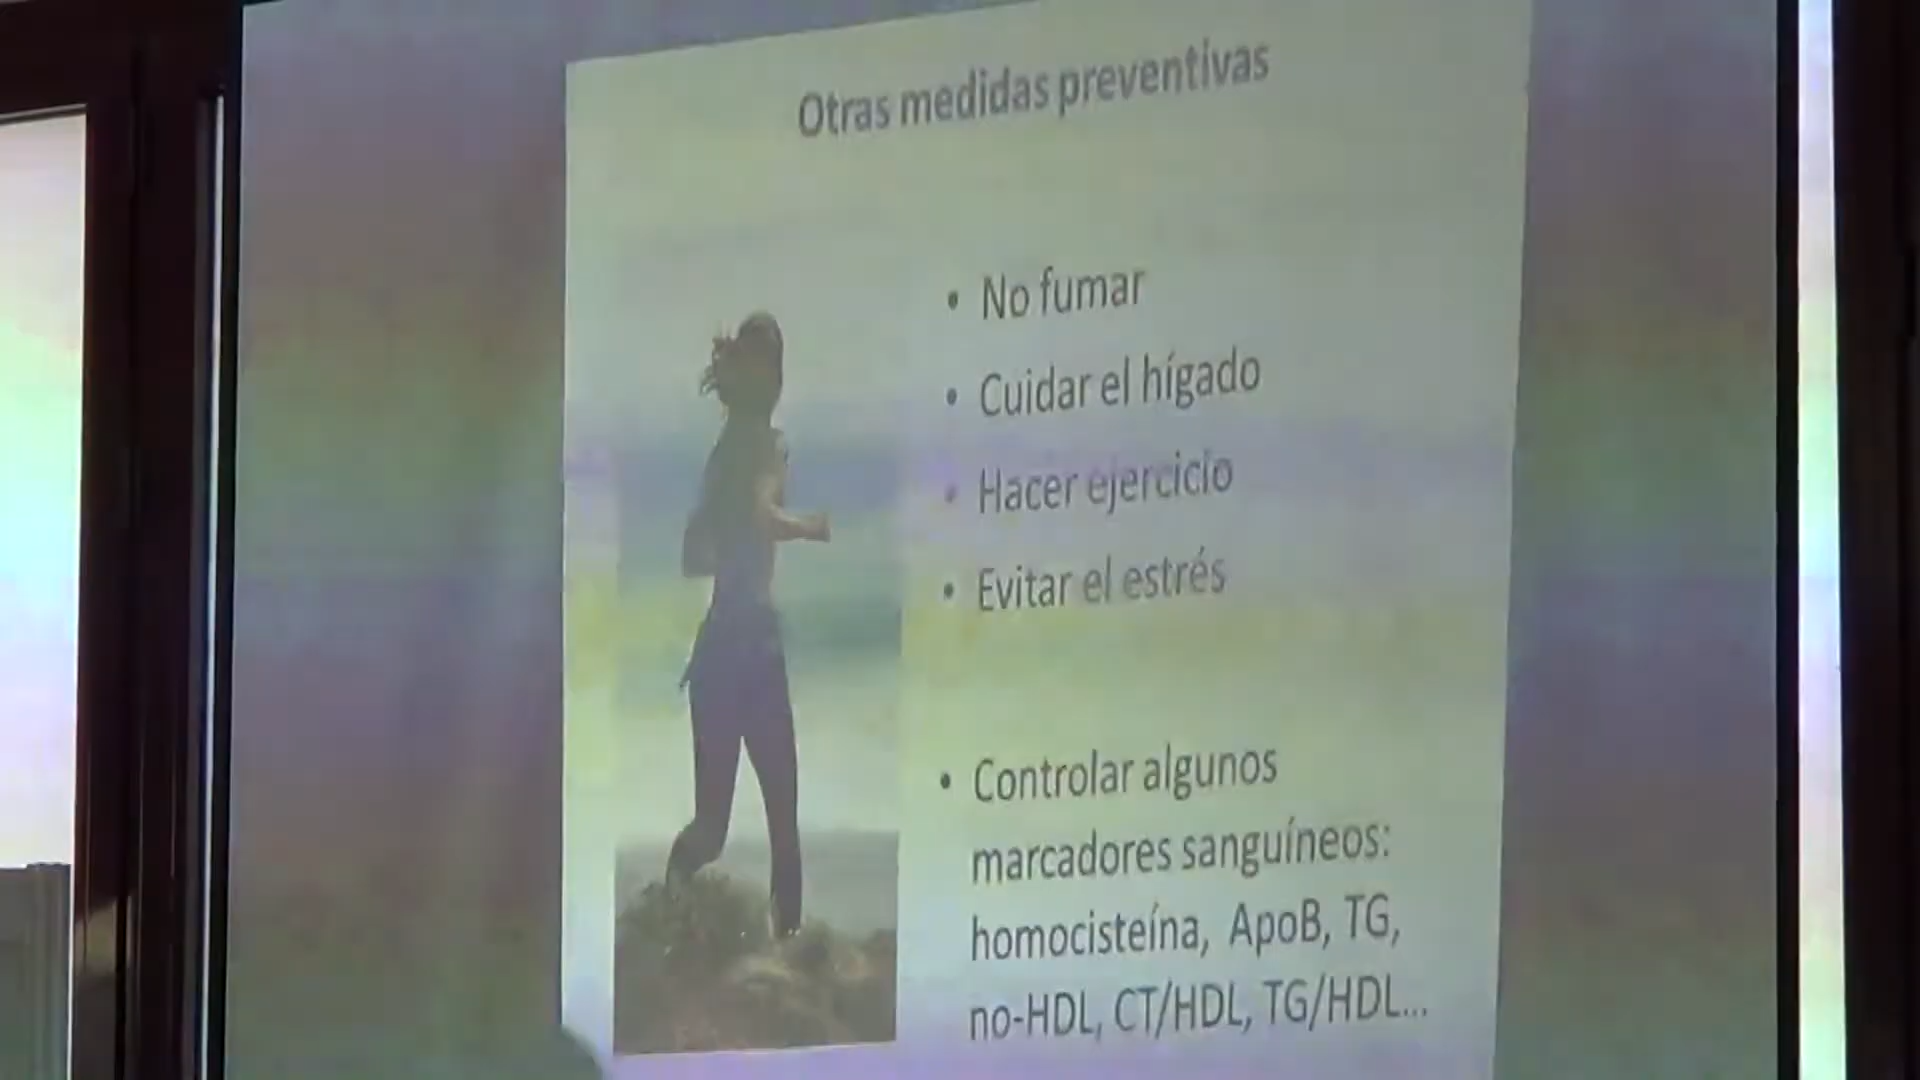 Otras medidas preventivas
• No fumar
• Cuidar el hígado
• Hacer ejercicio
• Evitar el estrés
• Controlar algunos
marcadores sanguíneos:
homocisteína, ApoB, TG,
no-HDL, CT/HDL, TG/HDL...